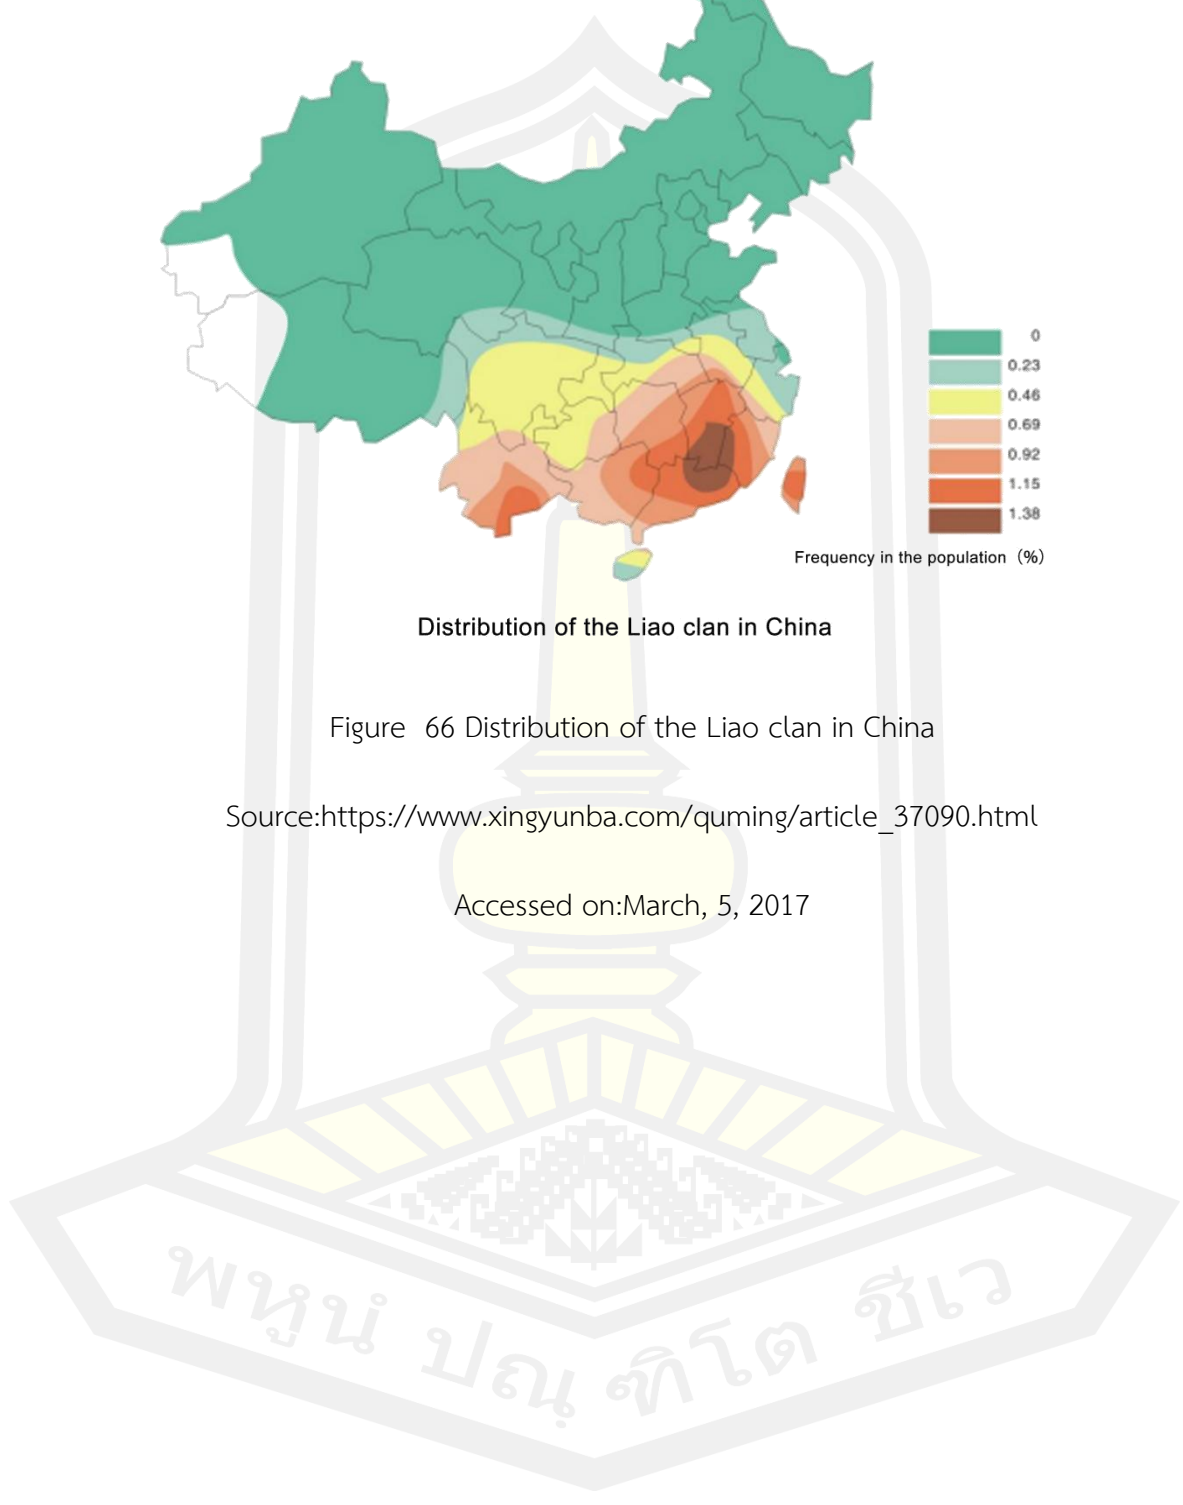 0
0.23
0.46
0.69
0.92
1.15
1.38
Frequency in the population (%)
Distribution of the Liao clan in China
Figure 66 Distribution of the Liao clan in China
Source:https://www.xingyunba.com/quming/article_37090.html
Accessed on:March, 5, 2017
พหูนํ ปณฺฑิโต ชีเว